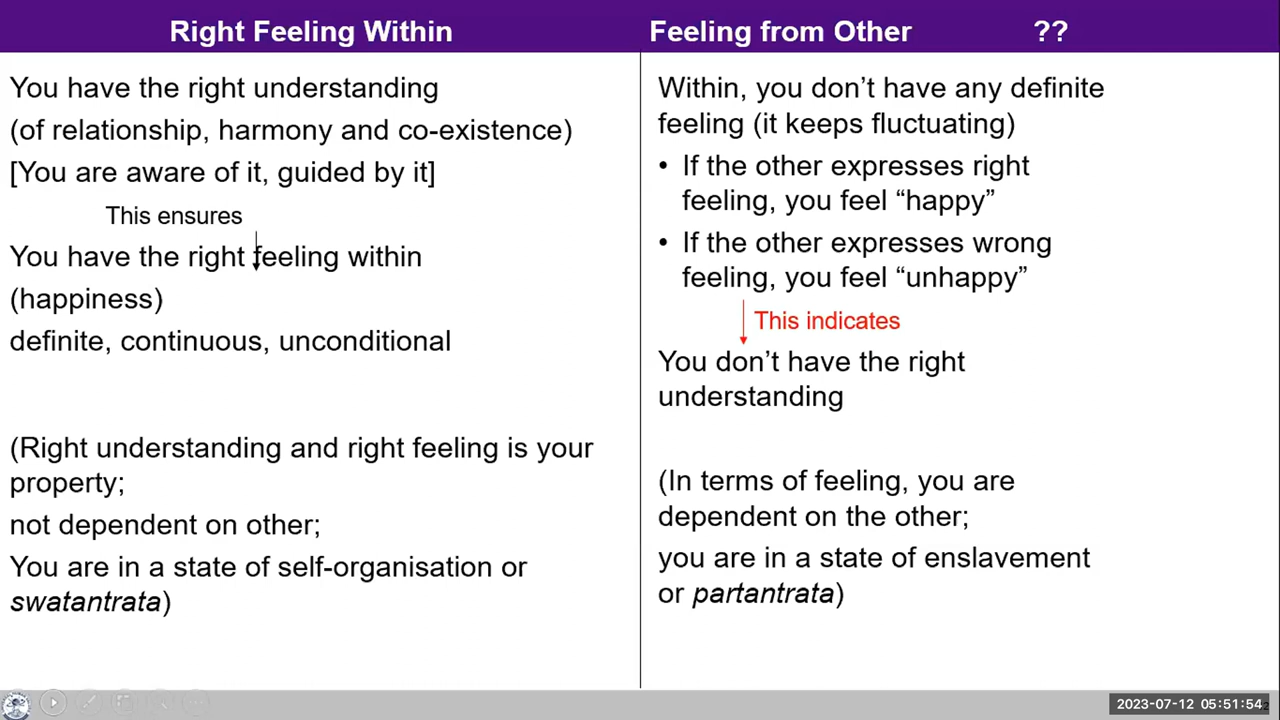 Right Feeling Within
You have the right understanding
(of relationship, harmony and co-existence)
[You are aware of it, guided by it]
This ensures
You have the right feeling within
(happiness)
definite, continuous, unconditional
(Right understanding and right feeling is your
property;
not dependent on other;
You are in a state of self-organisation or
swatantrata)
Feeling from Other ??
Within, you don’t have any definite
feeling (it keeps fluctuating)
• If the other expresses right
feeling, you feel “happy”
• If the other expresses wrong
feeling, you feel “unhappy”
This indicates
You don’t have the right
understanding
(In terms of feeling, you are
dependent on the other;
you are in a state of enslavement
or partantrata)
2023-07-12 05:51:54